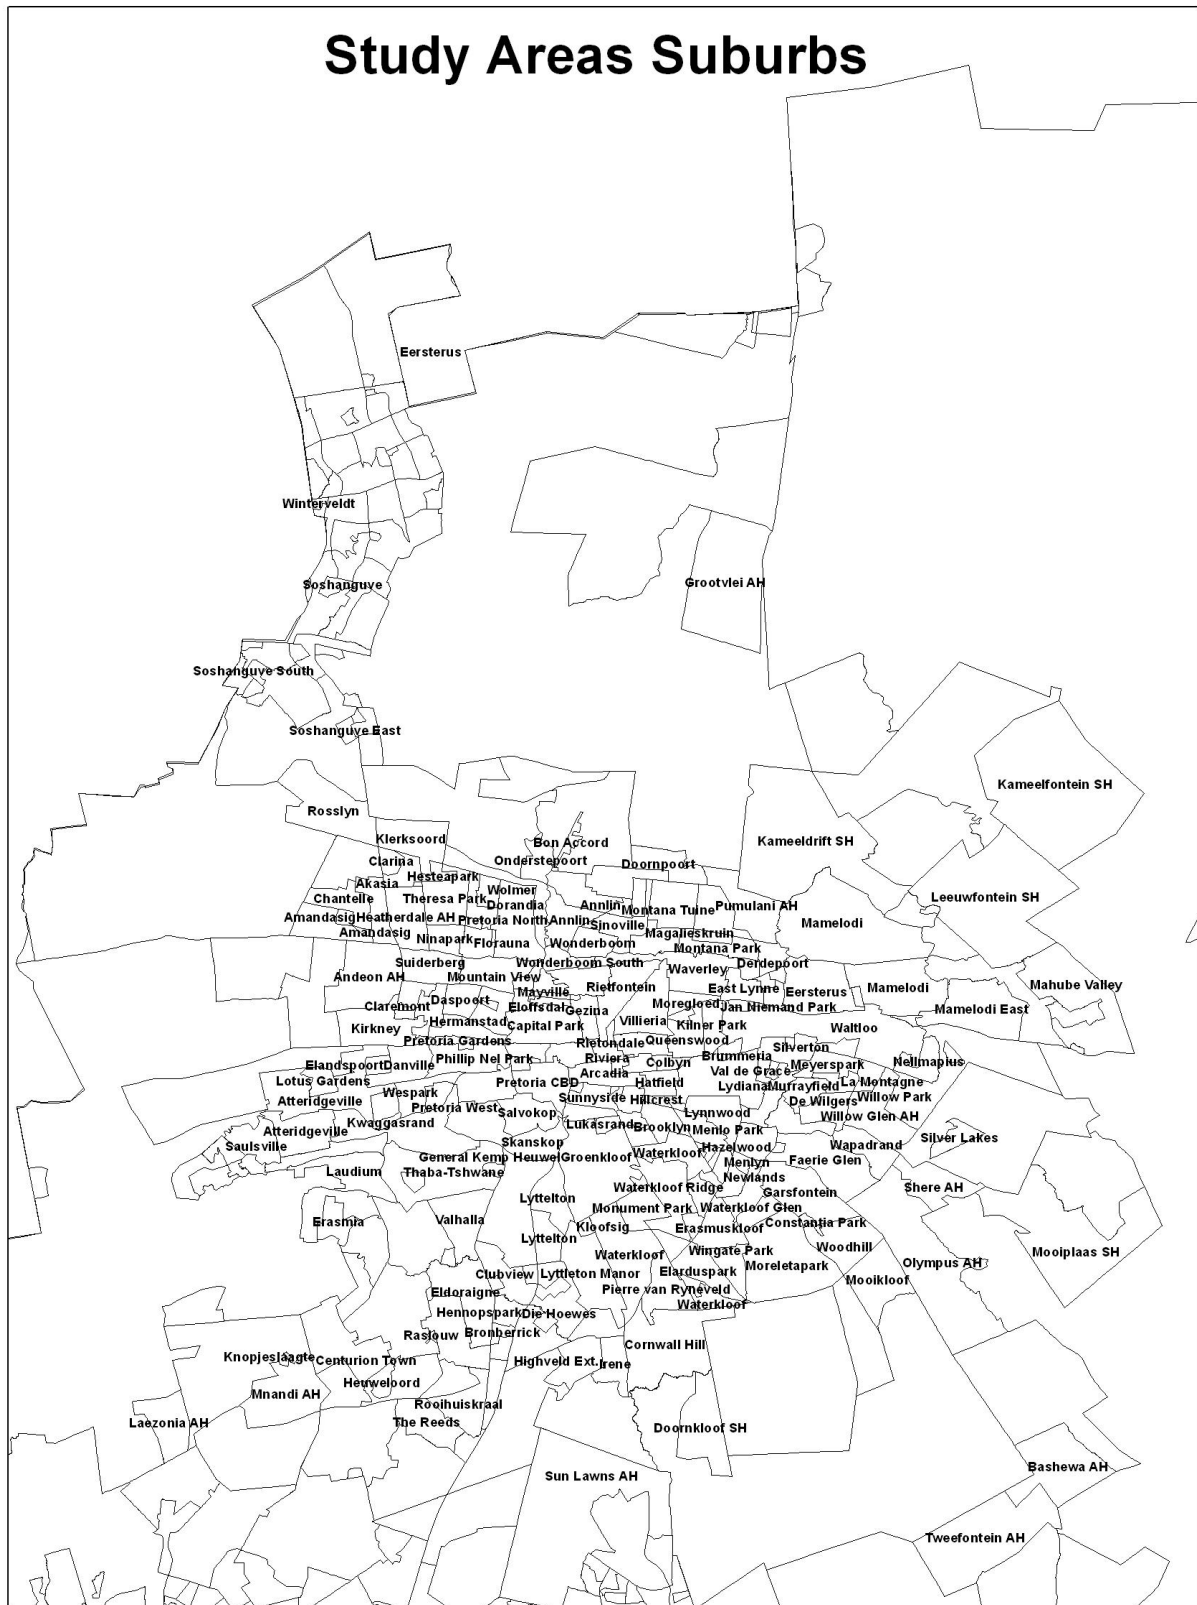 Study Areas Suburbs
Eersterus
Winterveldt
Soshanguve
Grootvlei AH
Soshanguve South
Soshanguve East
Kameelfontein SH
Rosslyn
Klerksoord
Bon Accord
Kameeldrift SH
Clarina
Onderstepoort
Doornpoort
Hesteapark
Akasia
Wolmer
Chantelle
Theresa Park
Dorandia
Annlin
Montana Tuine
Pumulani AH
Leeuwfontein SH
Amandasig
Heatherdale AH
Pretoria North
Annlin
Sinoville
Mamelodi
Amandasig
Ninapark
Florauna
Wonderboom
Magalieskruin
Montana Park
Suiderberg
Wonderboom South
Waverley
Derdepoort
Andeon AH
Mountain View
Rietfontein
East Lynne
Eersterus
Mamelodi
Mahube Valley
Mayville
Claremont
Daspoort
Eloffsdal
Gezina
Moregloed
Jan Niemand Park
Mamelodi East
Kirkney
Hermanstad
Capital Park
Villieria
Kilner Park
Waltloo
Pretoria Gardens
Rietondale
Queenswood
Silverton
Elandspoort
Danville
Phillip Nel Park
Riviera
Colbyn
Brummeria
Meyerspark
Nellmapius
Arcadia
Val de Grace
Lotus Gardens
Pretoria CBD
Hatfield
Lydiana
Murrayfield
La Montagne
Atteridgeville
Wespark
Sunnyside
Hillcrest
De Wilgers
Willow Park
Pretoria West
Salvokop
Lynnwood
Willow Glen AH
Kwaggasrand
Lukasrand
Brooklyn
Menlo Park
Atteridgeville
Silver Lakes
Saulsville
Skanskop
Hazelwood
Wapadrand
General Kemp Heuwel
Groenkloof
Waterkloof
Menlyn
Faerie Glen
Laudium
Thaba-Tshwane
Newlands
Waterkloof Ridge
Garsfontein
Shere AH
Lyttelton
Monument Park
Waterkloof Glen
Erasmia
Valhalla
Kloofsig
Erasmuskloof
Constantia Park
Lyttelton
Waterkloof
Wingate Park
Woodhill
Mooiplaas SH
Moreletapark
Olympus AH
Clubview
Lyttleton Manor
Elarduspark
Mooikloof
Eldoraigne
Pierre van Ryneveld
Waterkloof
Hennopspark
Die Hoewes
Raslouw
Bronberrick
Cornwall Hill
Knopjeslaagte
Centurion Town
Highveld Ext.
Irene
Heuweloord
Mnandi AH
Rooihuiskraal
Laezonia AH
The Reeds
Doornkloof SH
Sun Lawns AH
Bashewa AH
Tweefontein AH